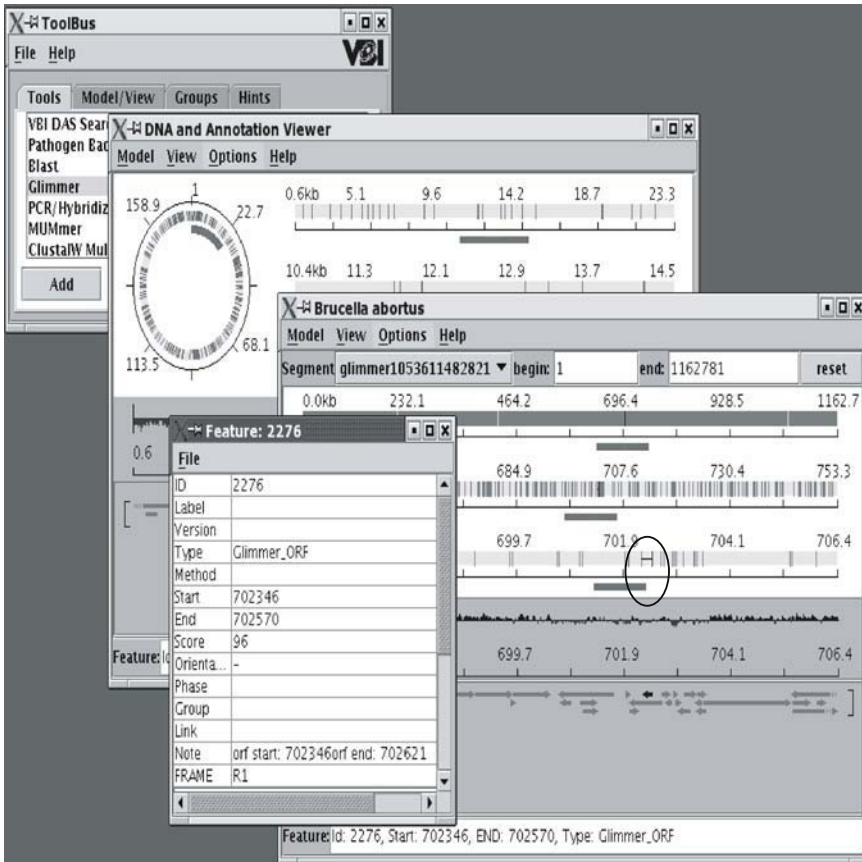 ToolBus
File Help
VBI
Tools Model/View Groups Hints
VBI DAS Sear
Pathogen Bac
Blast
Glimmer
PCR/Hybridiz
MUMmer
ClustalW Mul
Add
DNA and Annotation Viewer
Model View Options Help
1
158.9
22.7
68.1
113.5
0.6kb 5.1 9.6 14.2 18.7 23.3
10.4kb 11.3 12.1 12.9 13.7 14.5
0.6
Feature:
Brucella abortus
Model View Options Help
Segment glimmer1053611482821 begin: 1 end: 1162781 reset
0.0kb 232.1 464.2 696.4 928.5 1162.7
684.9 707.6 730.4 753.3
699.7 701.9 704.1 706.4
699.7 701.9 704.1 706.4
Feature: Id: 2276, Start: 702346, END: 702570, Type: Glimmer_ORF
Feature: 2276
File
ID 2276
Label
Version
Type Glimmer_ORF
Method
Start 702346
End 702570
Score 96
Orienta... -
Phase
Group
Link
Note orf start: 702346orf end: 702621
FRAME R1